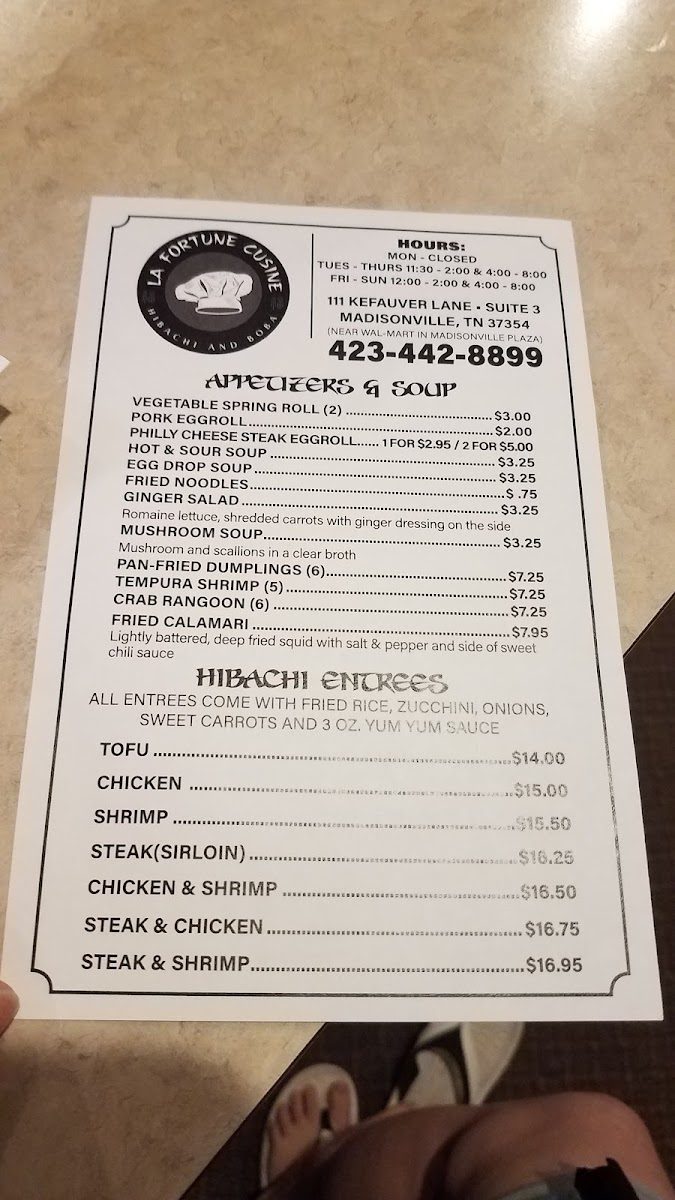 LA FORTUNE CUSINE
HIBACHI AND BOBA
HOURS:
MON - CLOSED
TUES - THURS 11:30 - 2:00 & 4:00 - 8:00
FRI - SUN 12:00 - 2:00 & 4:00 - 8:00
111 KEFAUVER LANE • SUITE 3
MADISONVILLE, TN 37354
(NEAR WAL-MART IN MADISONVILLE PLAZA)
423-442-8899
APPETIZERS & SOUP
VEGETABLE SPRING ROLL (2) ........ $3.00
PORK EGGROLL........ $2.00
PHILLY CHEESE STEAK EGGROLL...... 1 FOR $2.95 / 2 FOR $5.00
HOT & SOUR SOUP ........ $3.25
EGG DROP SOUP........ $3.25
FRIED NOODLES........ $ .75
GINGER SALAD........ $3.25
Romaine lettuce, shredded carrots with ginger dressing on the side
MUSHROOM SOUP........ $3.25
Mushroom and scallions in a clear broth
PAN-FRIED DUMPLINGS (6)........ $7.25
TEMPURA SHRIMP (5)........ $7.25
CRAB RANGOON (6) ........ $7.25
FRIED CALAMARI ........ $7.95
Lightly battered, deep fried squid with salt & pepper and side of sweet
chili sauce
HIBACHI ENTREES
ALL ENTREES COME WITH FRIED RICE, ZUCCHINI, ONIONS,
SWEET CARROTS AND 3 OZ. YUM YUM SAUCE
TOFU ........ $14.00
CHICKEN ........ $15.00
SHRIMP ........ $15.50
STEAK(SIRLOIN) ........ $16.25
CHICKEN & SHRIMP ........ $16.50
STEAK & CHICKEN ........ $16.75
STEAK & SHRIMP........ $16.95